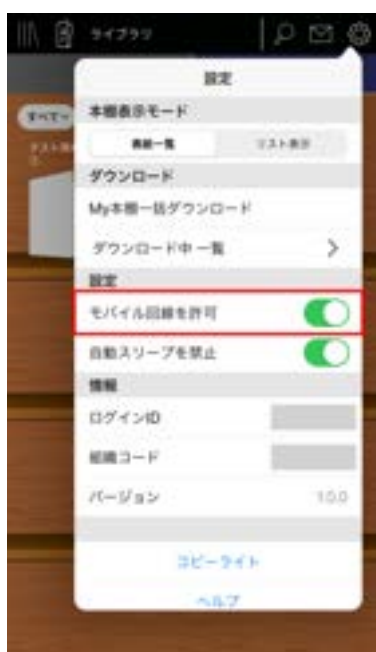 ライブラリ
設定
すべて
本棚表示モード
表紙一覧
リスト表示
ダウンロード
My本棚一括ダウンロード
ダウンロード中一覧
設定
モバイル回線を許可
自動スリープを禁止
情報
ログインID
組織コード
バージョン
1.0.0
コピーライト
ヘルプ